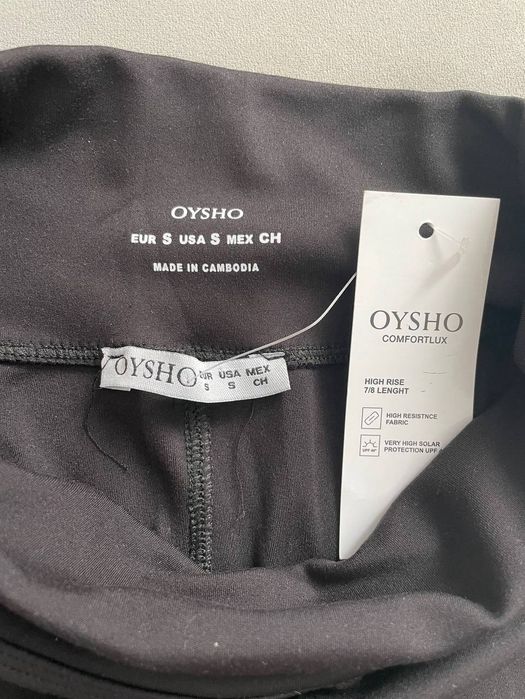 OYSHO
EUR S USA S MEX CH
MADE IN CAMBODIA
OYSHO
COMFORTLUX
HIGH RISE
7/8 LENGHT
HIGH RESISTNCE
FABRIC
VERY HIGH SOLAR
PROTECTION UPF
OYSHO
EUR USA MEX
S S CH